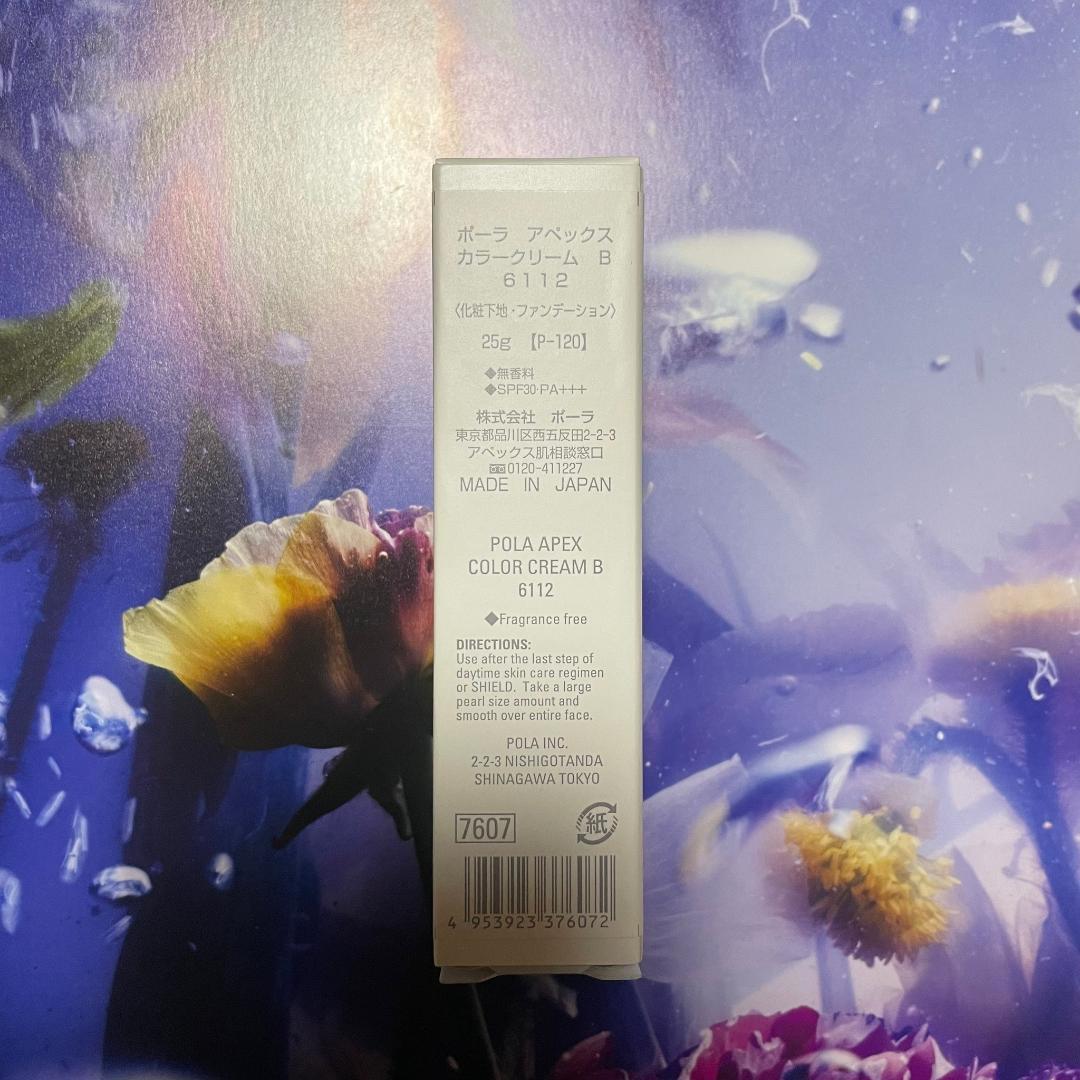 ポーラ　アペックス
カラークリーム　B
6112
〈化粧下地・ファンデーション〉
25g 【P-120】
◆無香料
◆SPF30·PA+++
株式会社　ポーラ
東京都品川区西五反田2-2-3
アペックス肌相談窓口
0120-411227
MADE IN JAPAN
POLA APEX
COLOR CREAM B
6112
◆Fragrance free
DIRECTIONS:
Use after the last step of
daytime skin care regimen
or SHIELD. Take a large
pearl size amount and
smooth over entire face.
POLA INC.
2-2-3 NISHIGOTANDA
SHINAGAWA TOKYO
7607
紙
4 953923 376072